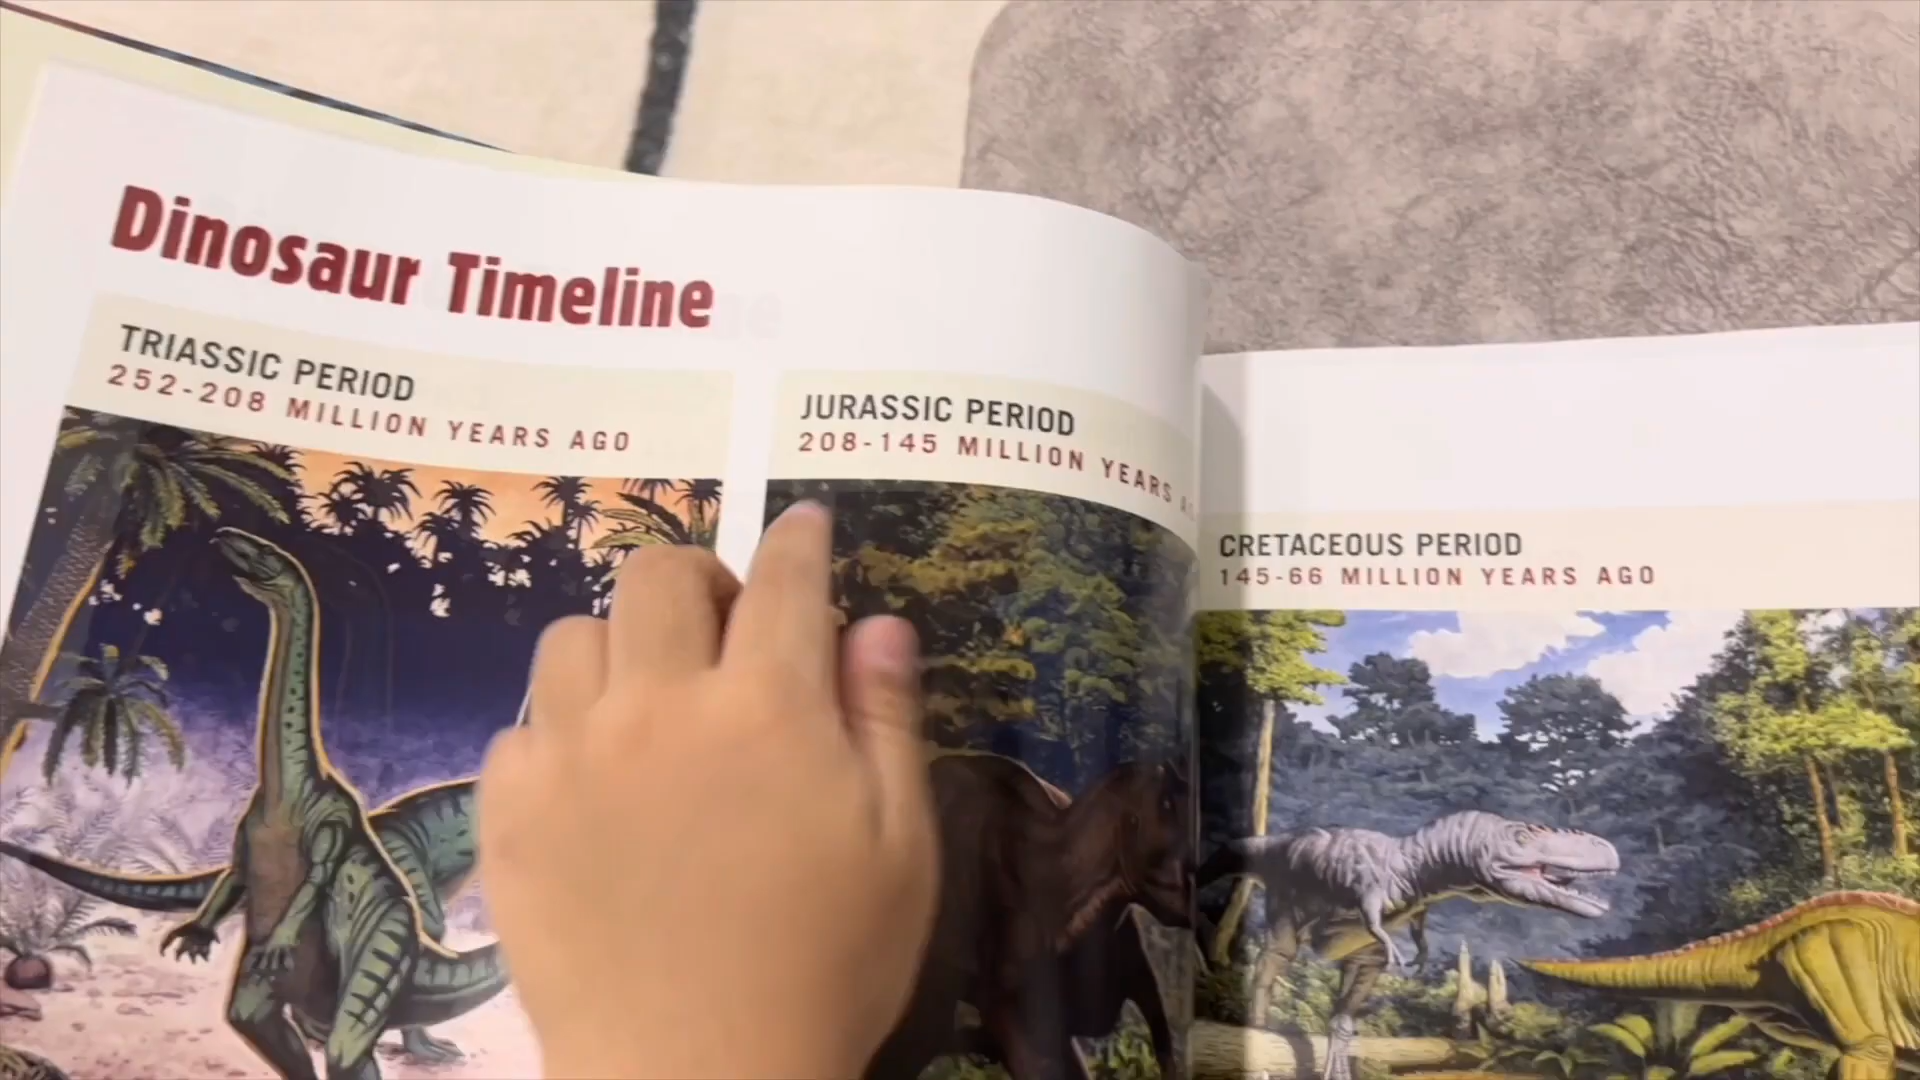 Dinosaur Timeline
TRIASSIC PERIOD
252-208 MILLION YEARS AGO
JURASSIC PERIOD
208-145 MILLION YEARS
CRETACEOUS PERIOD
145-66 MILLION YEARS AGO